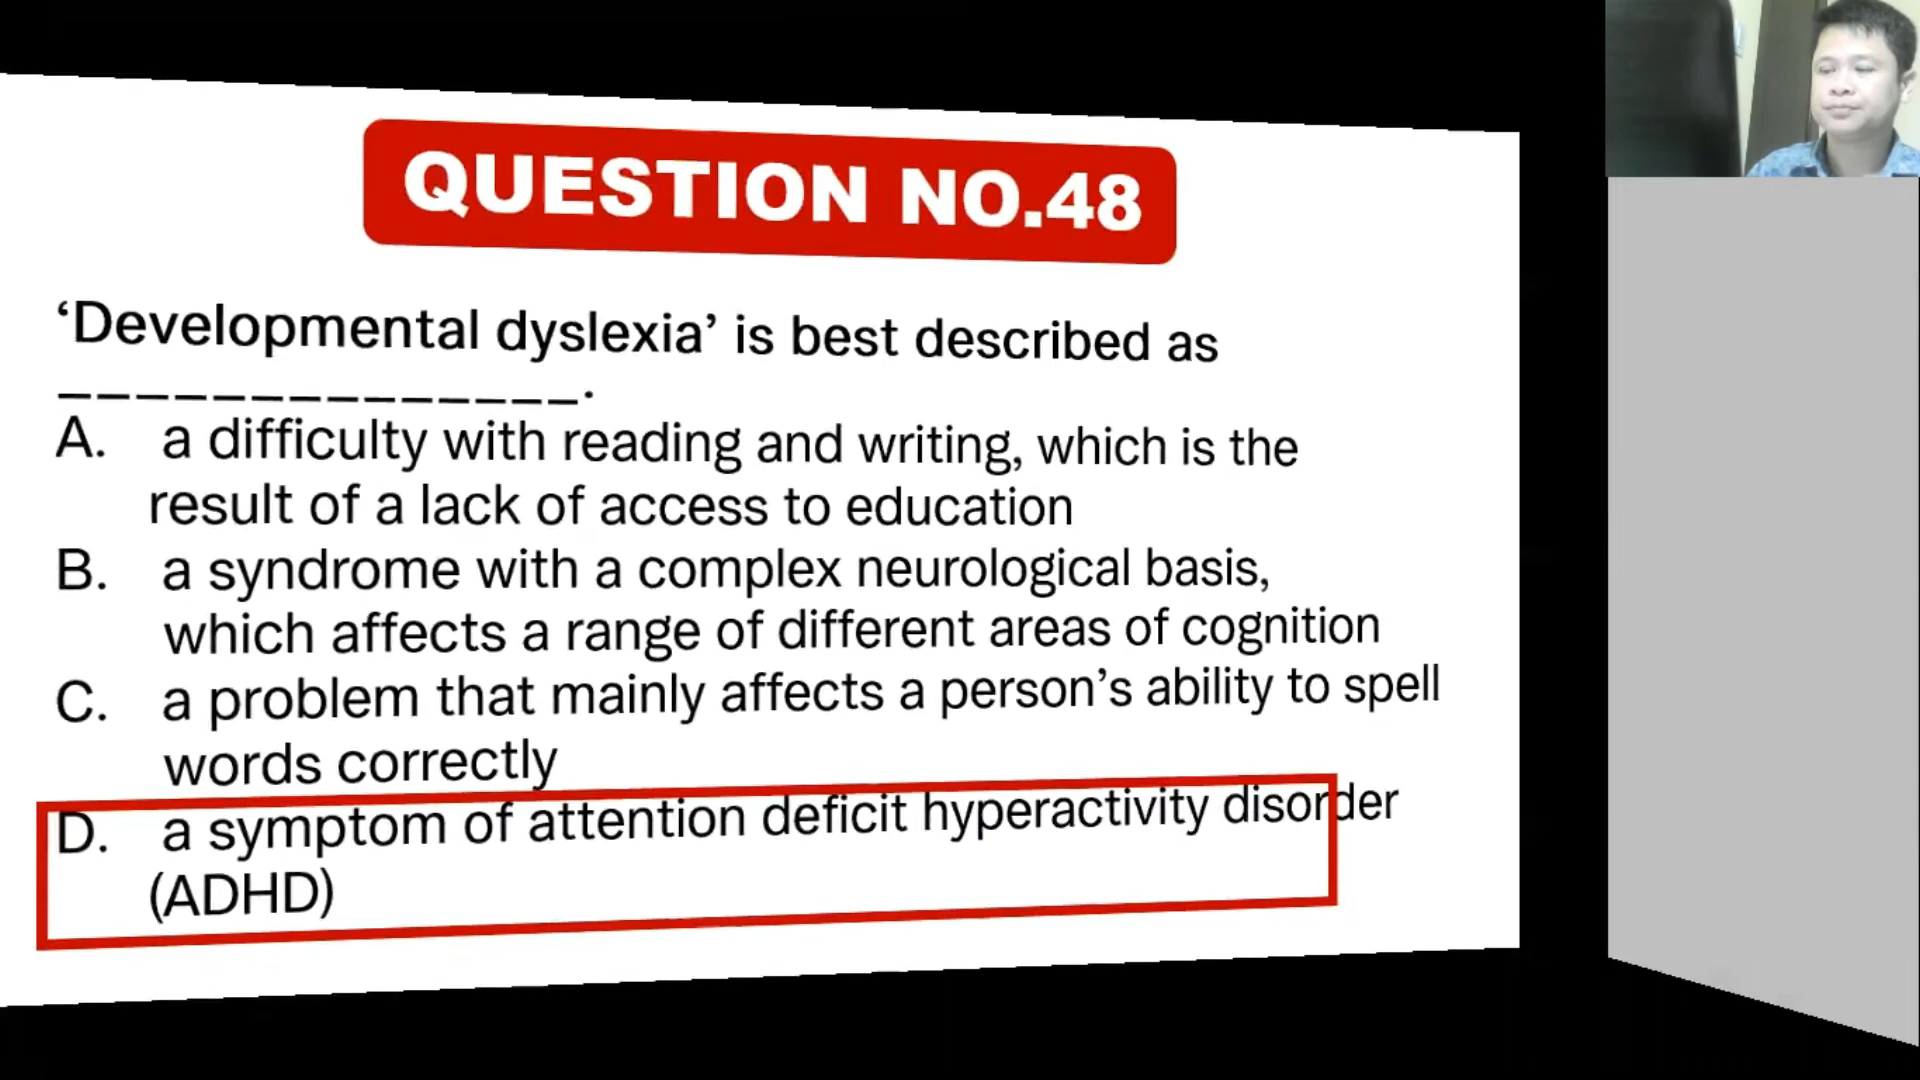 QUESTION NO.48
‘Developmental dyslexia’ is best described as
______________.
A. a difficulty with reading and writing, which is the
result of a lack of access to education
B. a syndrome with a complex neurological basis,
which affects a range of different areas of cognition
C. a problem that mainly affects a person’s ability to spell
words correctly
D. a symptom of attention deficit hyperactivity disorder
(ADHD)